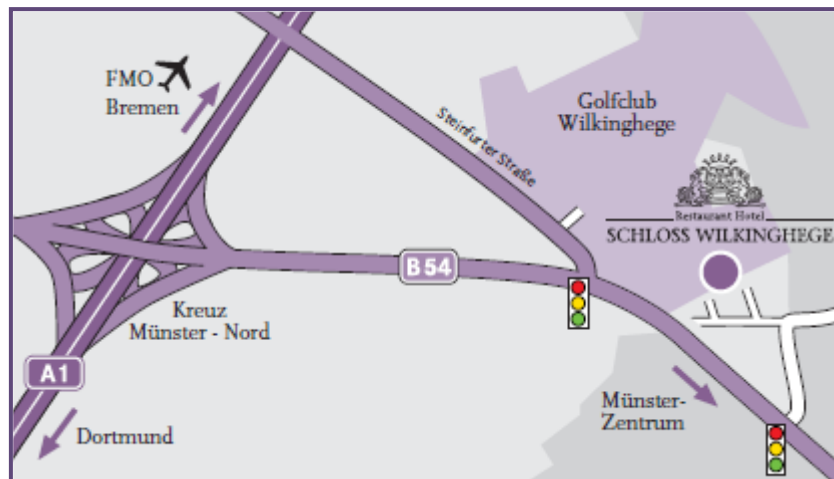 FMO
Bremen
Steinfurter Straße
Golfclub
Wilkinghege
Restaurant Hotel
SCHLOSS WILKINGHEGE
B 54
Kreuz
Münster - Nord
A1
Dortmund
Münster-
Zentrum